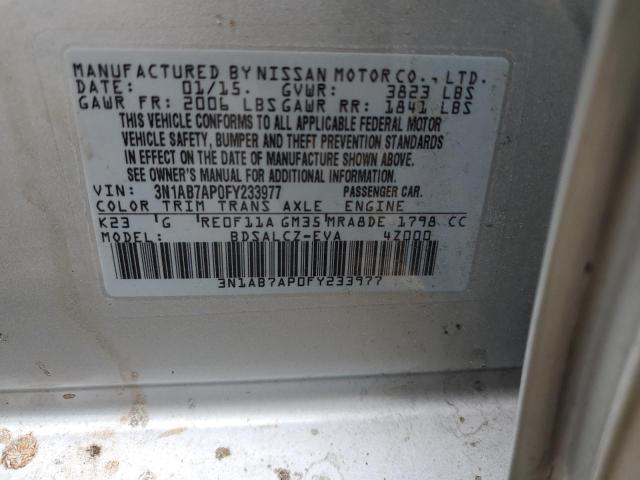 MANUFACTURED BY NISSAN MOTOR CO., LTD.
DATE: 01/15. GVWR: 3823 LBS
GAWR FR: 2006 LBS GAWR RR: 1841 LBS
THIS VEHICLE CONFORMS TO ALL APPLICABLE FEDERAL MOTOR
VEHICLE SAFETY, BUMPER AND THEFT PREVENTION STANDARDS
IN EFFECT ON THE DATE OF MANUFACTURE SHOWN ABOVE.
SEE OWNER'S MANUAL FOR ADDITIONAL INFORMATION
VIN: 3N1AB7AP0FY233977 PASSENGER CAR.
COLOR TRIM TRANS AXLE ENGINE
K23 'G RE0F11A GM35 MRA8DE 1798 CC
MODEL: BDSALCZ-EVA 4Z000
3N1AB7AP0FY233977